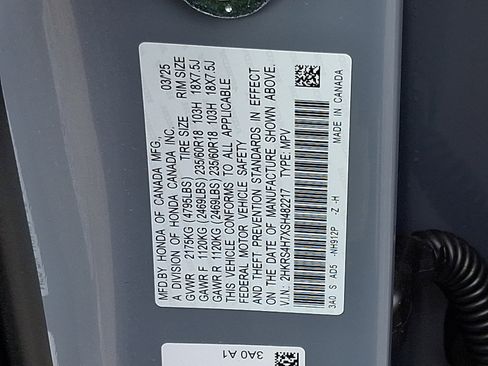 MFD.BY HONDA OF CANADA MFG. 03/25
A DIVISION OF HONDA CANADA INC.
GVWR 2175KG (4795LBS) TIRE SIZE RIM SIZE
GAWR F 1120KG (2469LBS) 235/60R18 103H 18X7.5J
GAWR R 1120KG (2469LBS) 235/60R18 103H 18X7.5J
THIS VEHICLE CONFORMS TO ALL APPLICABLE
FEDERAL MOTOR VEHICLE SAFETY
AND THEFT PREVENTION STANDARDS IN EFFECT
ON THE DATE OF MANUFACTURE SHOWN ABOVE.
V.I.N.: 2HKRS4H7XSH482217 TYPE: MPV
3A0 S AD5 -NH912P -Z -H MADE IN CANADA
3A0 A1